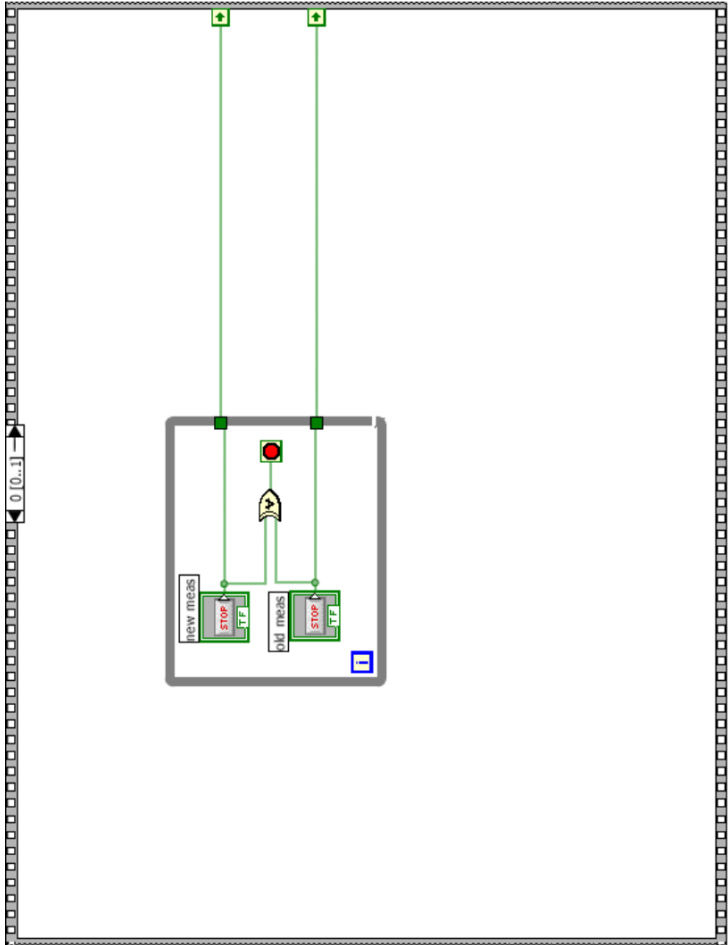 0 [0..1]
new meas
STOP
TF
old meas
STOP
TF
i